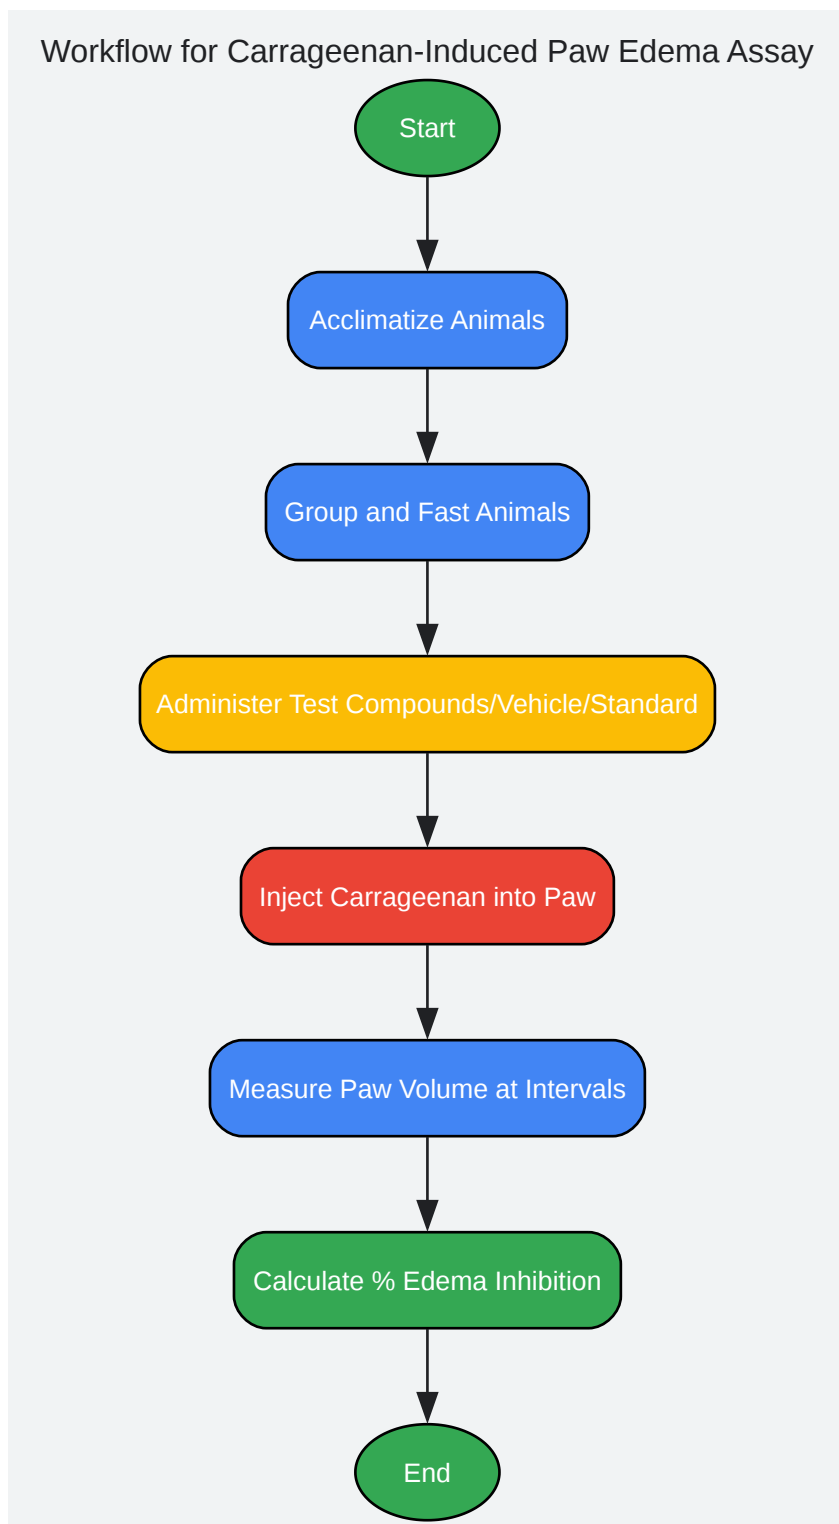 Workflow for Carrageenan-Induced Paw Edema Assay
Start
Acclimatize Animals
Group and Fast Animals
Administer Test Compounds/Vehicle/Standard
Inject Carrageenan into Paw
Measure Paw Volume at Intervals
Calculate % Edema Inhibition
End